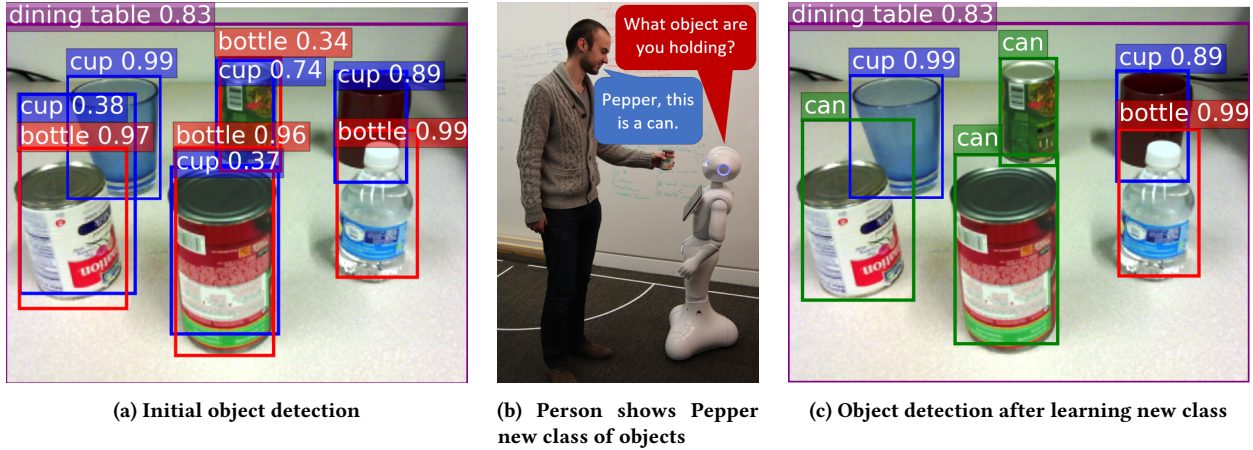 dining table 0.83
bottle 0.34
cup 0.99
cup 0.74
cup 0.89
cup 0.38
bottle 0.97
bottle 0.96
bottle 0.99
cup 0.37
(a) Initial object detection
What object are
you holding?
Pepper, this
is a can.
(b) Person shows Pepper
new class of objects
dining table 0.83
can
cup 0.99
cup 0.89
can
bottle 0.99
can
(c) Object detection after learning new class